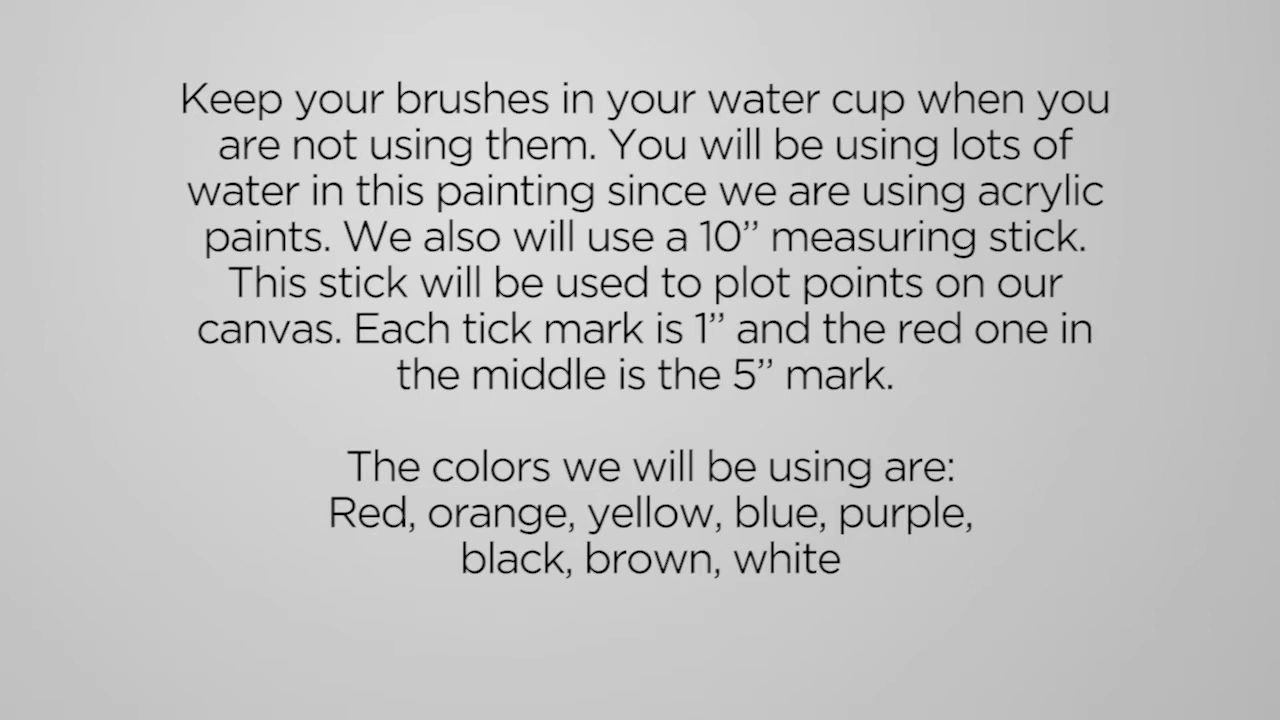 Keep your brushes in your water cup when you
are not using them. You will be using lots of
water in this painting since we are using acrylic
paints. We also will use a 10” measuring stick.
This stick will be used to plot points on our
canvas. Each tick mark is 1” and the red one in
the middle is the 5” mark.
The colors we will be using are:
Red, orange, yellow, blue, purple,
black, brown, white